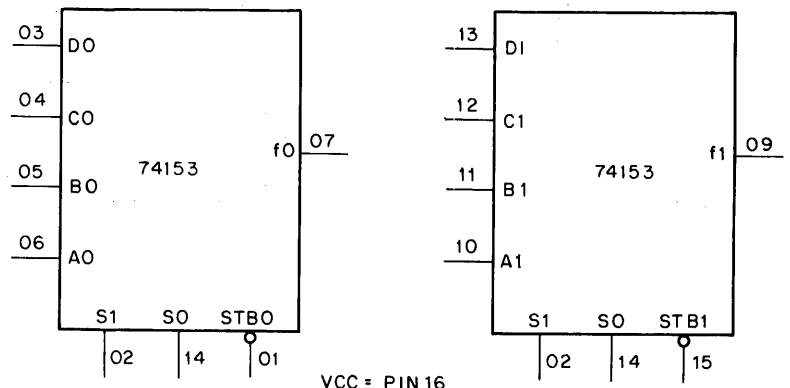 03 D0
04 C0
05 B0
06 A0
f0 07
74153
S1 S0 STB0
02 14 01
13 D1
12 C1
11 B1
10 A1
f1 09
74153
S1 S0 STB1
02 14 15
VCC = PIN 16